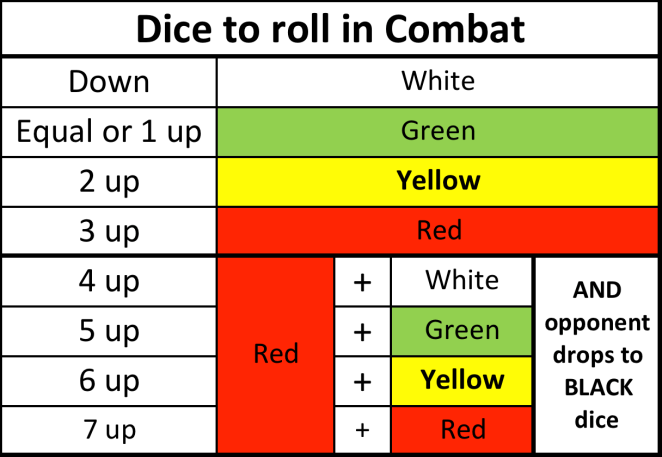 Dice to roll in Combat
Down White
Equal or 1 up Green
2 up Yellow
3 up Red
4 up + White
5 up + Green
6 up + Yellow
7 up + Red
Red
AND
opponent
drops to
BLACK
dice